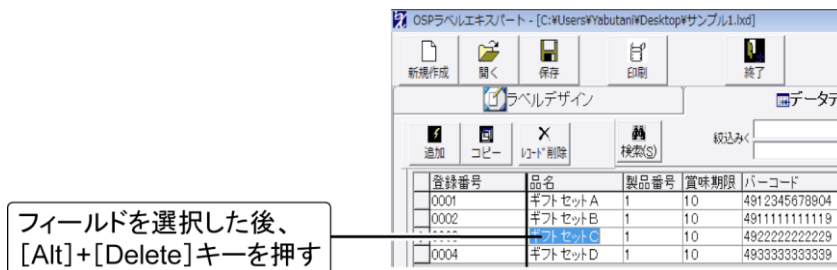 OSPラベルエキスパート - [C:¥Users¥Yabutani¥Desktop¥サンプル1.lxd]
新規作成 開く 保存 印刷 終了
ラベルデザイン データテ
追加 コピー ﾚｺｰﾄﾞ削除 検索(S) 絞込みく
登録番号 品名 製品番号 賞味期限 バーコード
0001 ギフトセットA 1 10 4912345678904
0002 ギフトセットB 1 10 4911111111119
ギフトセットC 1 10 4922222222229
0004 ギフトセットD 1 10 4933333333339
フィールドを選択した後、
[Alt]+[Delete]キーを押す